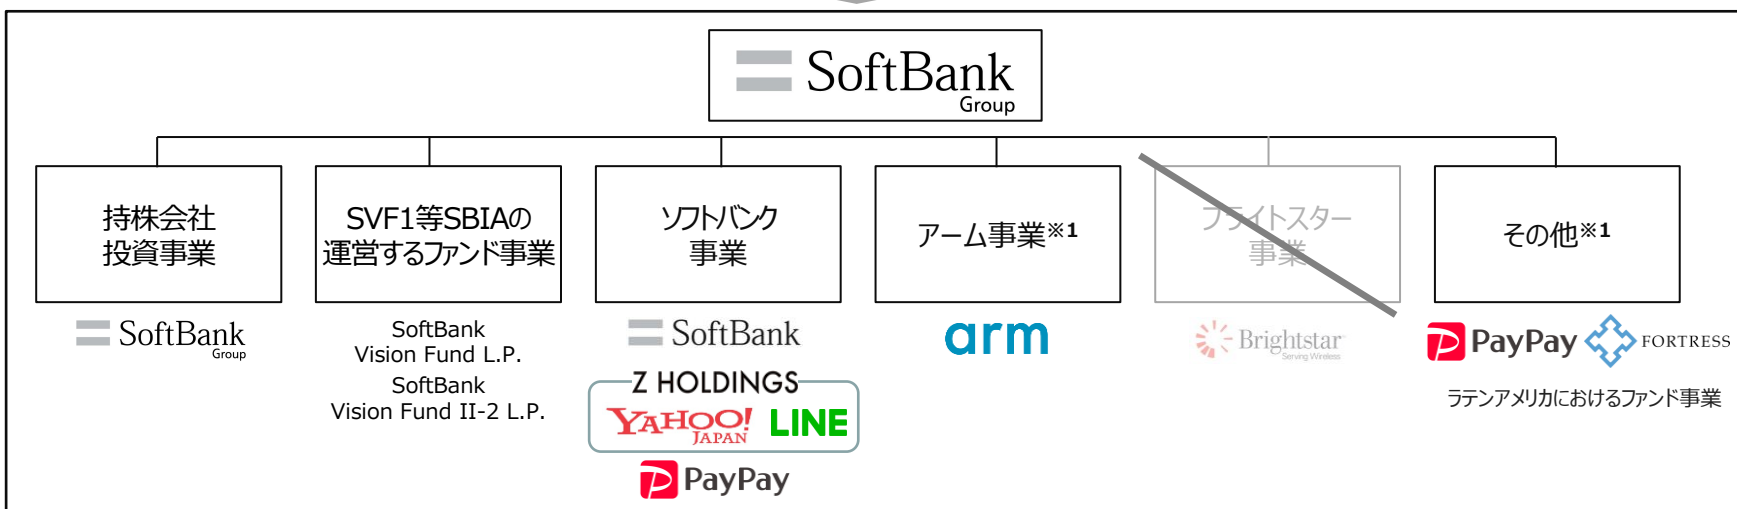 SoftBank
Group
持株会社
投資事業
SoftBank
Group
SVF1等SBIAの
運営するファンド事業
SoftBank
Vision Fund L.P.
SoftBank
Vision Fund II-2 L.P.
ソフトバンク
事業
SoftBank
Z HOLDINGS
YAHOO!
JAPAN
LINE
PayPay
アーム事業※1
arm
ブライトスター
事業
Brightstar
Serving Wireless
その他※1
PayPay
FORTRESS
ラテンアメリカにおけるファンド事業